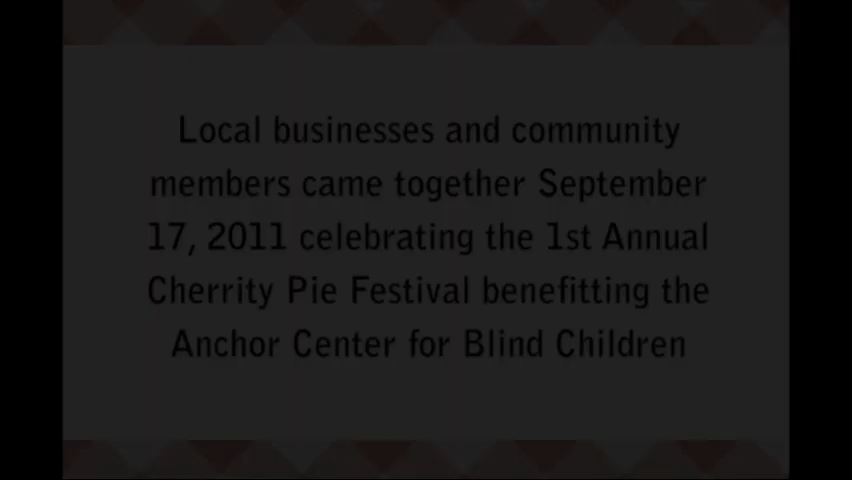 Local businesses and community
members came together September
17, 2011 celebrating the 1st Annual
Cherrity Pie Festival benefitting the
Anchor Center for Blind Children